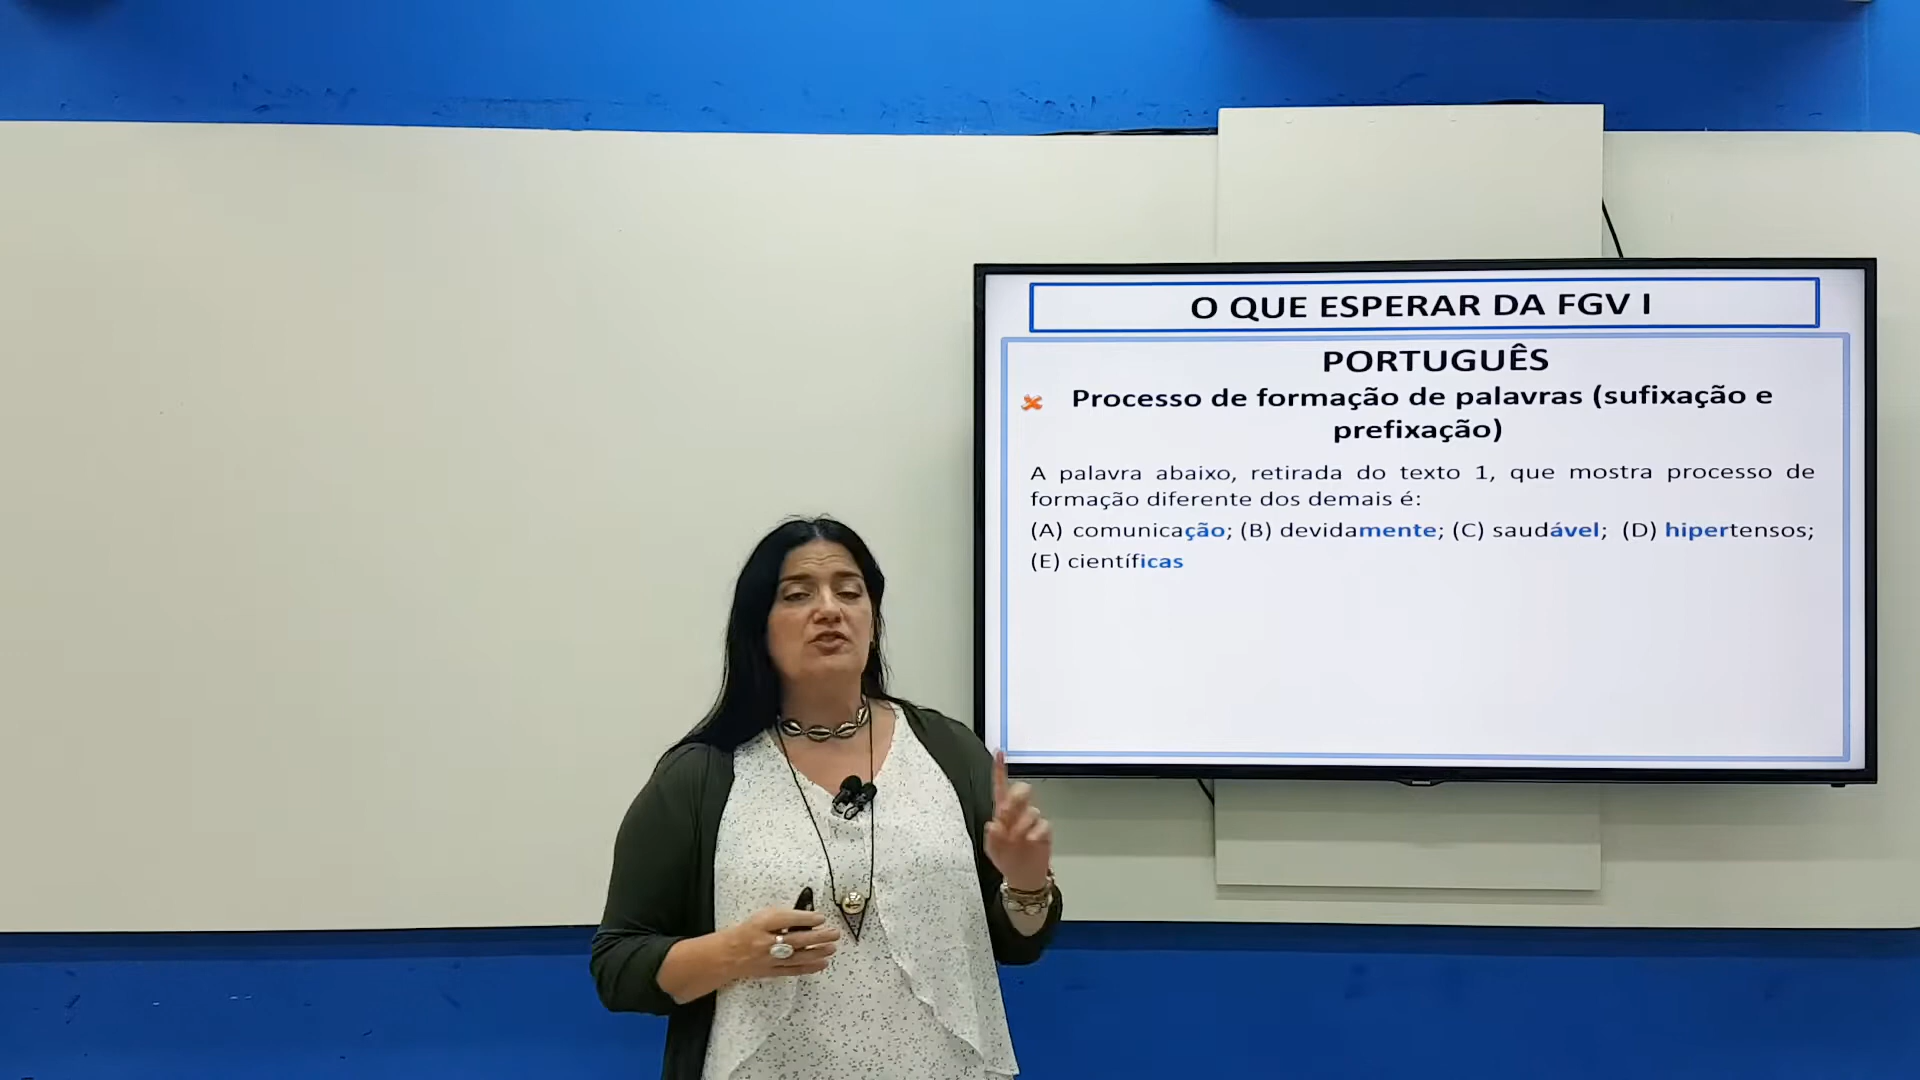 O QUE ESPERAR DA FGV I
PORTUGUÊS
Processo de formação de palavras (sufixação e
prefixação)
A palavra abaixo, retirada do texto 1, que mostra processo de
formação diferente dos demais é:
(A) comunicação; (B) devidamente; (C) saudável; (D) hipertensos;
(E) científicas